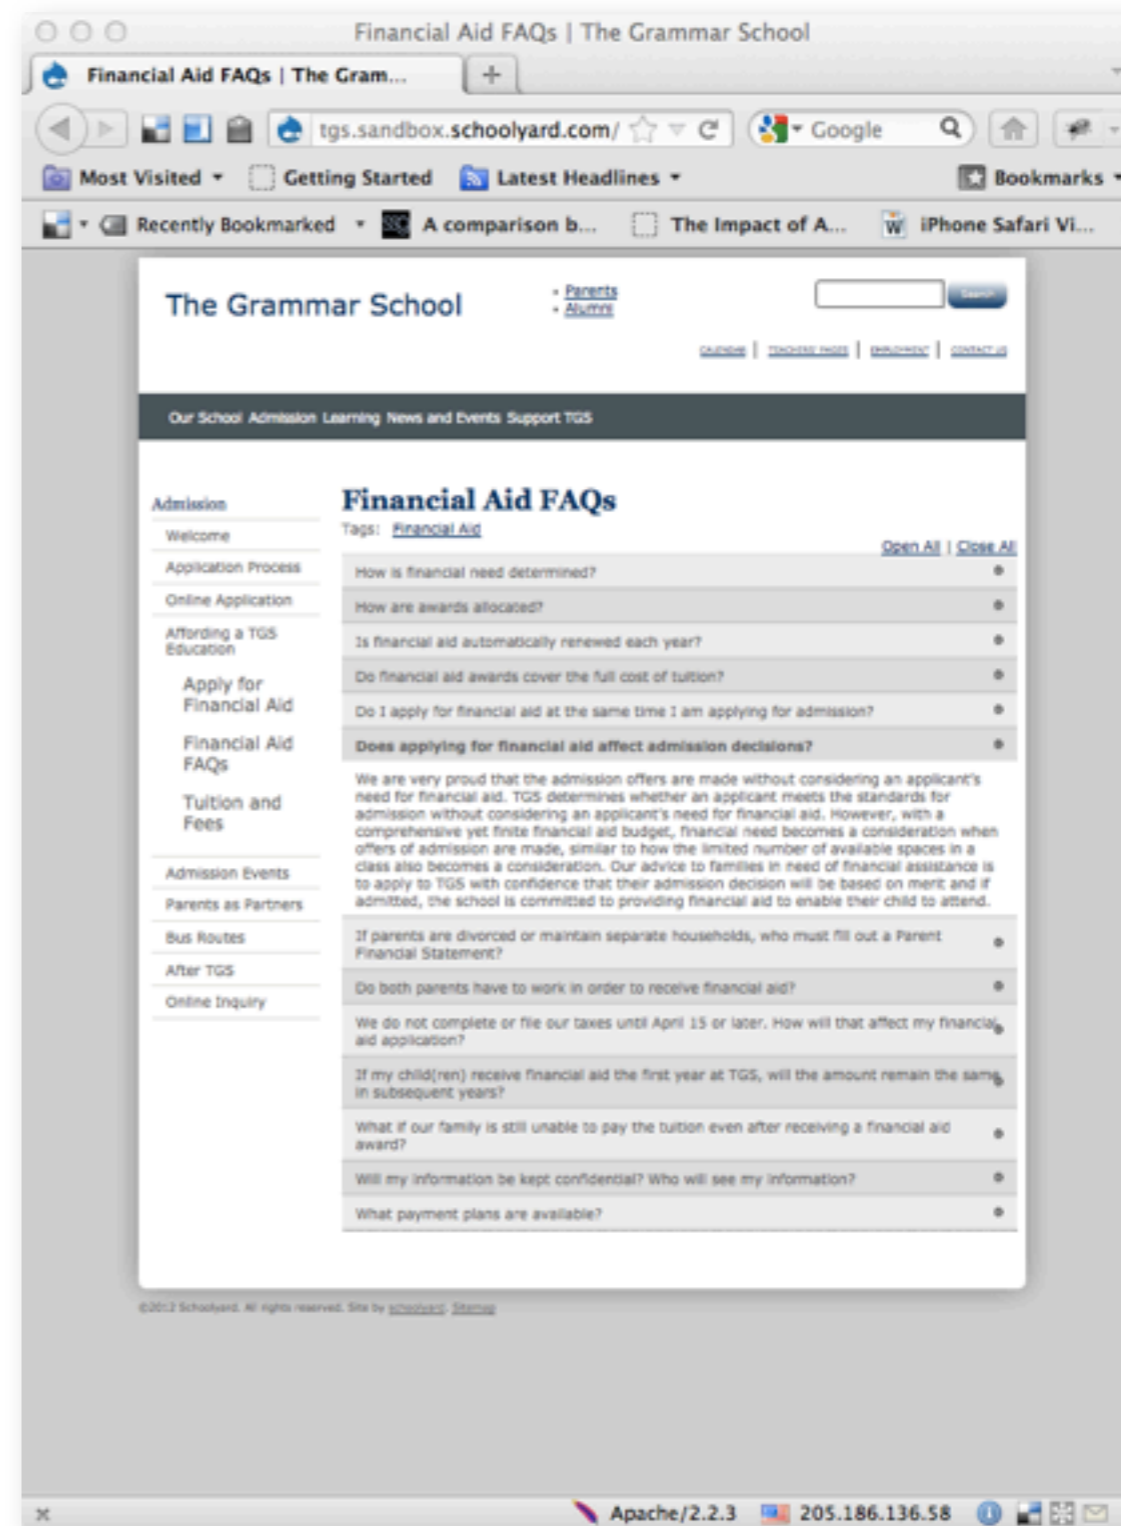 Financial Aid FAQs | The Grammar School
Financial Aid FAQs | The Gram...
tgs.sandbox.schoolyard.com/
Google
Most Visited
Getting Started
Latest Headlines
Bookmarks
Recently Bookmarked
A comparison b...
The Impact of A...
iPhone Safari Vi...
The Grammar School
Parents
Alumni
Search
CALENDAR | TEACHERS' PAGES | EMPLOYMENT | CONTACT US
Our School Admission Learning News and Events Support TGS
Admission
Welcome
Application Process
Online Application
Affording a TGS
Education
Apply for
Financial Aid
Financial Aid
FAQs
Tuition and
Fees
Admission Events
Parents as Partners
Bus Routes
After TGS
Online Inquiry
Financial Aid FAQs
Tags: Financial Aid
Open All | Close All
How is financial need determined?
How are awards allocated?
Is financial aid automatically renewed each year?
Do financial aid awards cover the full cost of tuition?
Do I apply for financial aid at the same time I am applying for admission?
Does applying for financial aid affect admission decisions?
We are very proud that the admission offers are made without considering an applicant's
need for financial aid. TGS determines whether an applicant meets the standards for
admission without considering an applicant's need for financial aid. However, with a
comprehensive yet finite financial aid budget, financial need becomes a consideration when
offers of admission are made, similar to how the limited number of available spaces in a
class also becomes a consideration. Our advice to families in need of financial assistance is
to apply to TGS with confidence that their admission decision will be based on merit and if
admitted, the school is committed to providing financial aid to enable their child to attend.
If parents are divorced or maintain separate households, who must fill out a Parent
Financial Statement?
Do both parents have to work in order to receive financial aid?
We do not complete or file our taxes until April 15 or later. How will that affect my financial
aid application?
If my child(ren) receive financial aid the first year at TGS, will the amount remain the same
in subsequent years?
What if our family is still unable to pay the tuition even after receiving a financial aid
award?
Will my information be kept confidential? Who will see my information?
What payment plans are available?
©2012 Schoolyard. All rights reserved. Site by schoolyard. Sitemap
Apache/2.2.3
205.186.136.58